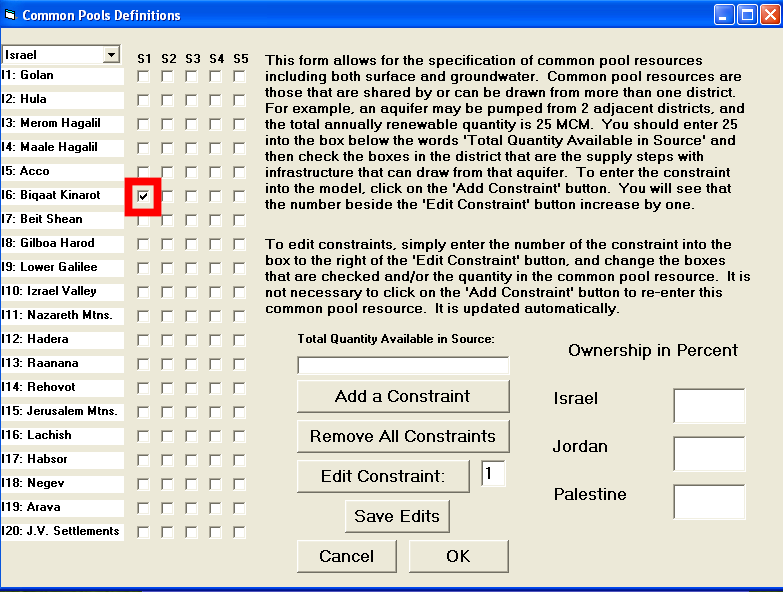 Common Pools Definitions
Israel
S1 S2 S3 S4 S5
I1: Golan
I2: Hula
I3: Merom Hagalil
I4: Maale Hagalil
I5: Acco
I6: Biqaat Kinarot
I7: Beit Shean
I8: Gilboa Harod
I9: Lower Galilee
I10: Izrael Valley
I11: Nazareth Mtns.
I12: Hadera
I13: Raanana
I14: Rehovot
I15: Jerusalem Mtns.
I16: Lachish
I17: Habsor
I18: Negev
I19: Arava
I20: J.V. Settlements
This form allows for the specification of common pool resources
including both surface and groundwater. Common pool resources are
those that are shared by or can be drawn from more than one district.
For example, an aquifer may be pumped from 2 adjacent districts, and
the total annually renewable quantity is 25 MCM. You should enter 25
into the box below the words 'Total Quantity Available in Source' and
then check the boxes in the district that are the supply steps with
infrastructure that can draw from that aquifer. To enter the constraint
into the model, click on the 'Add Constraint' button. You will see that
the number beside the 'Edit Constraint' button increase by one.
To edit constraints, simply enter the number of the constraint into the
box to the right of the 'Edit Constraint' button, and change the boxes
that are checked and/or the quantity in the common pool resource. It is
not necessary to click on the 'Add Constraint' button to re-enter this
common pool resource. It is updated automatically.
Total Quantity Available in Source:
Add a Constraint
Remove All Constraints
Edit Constraint: 1
Save Edits
Cancel OK
Ownership in Percent
Israel
Jordan
Palestine